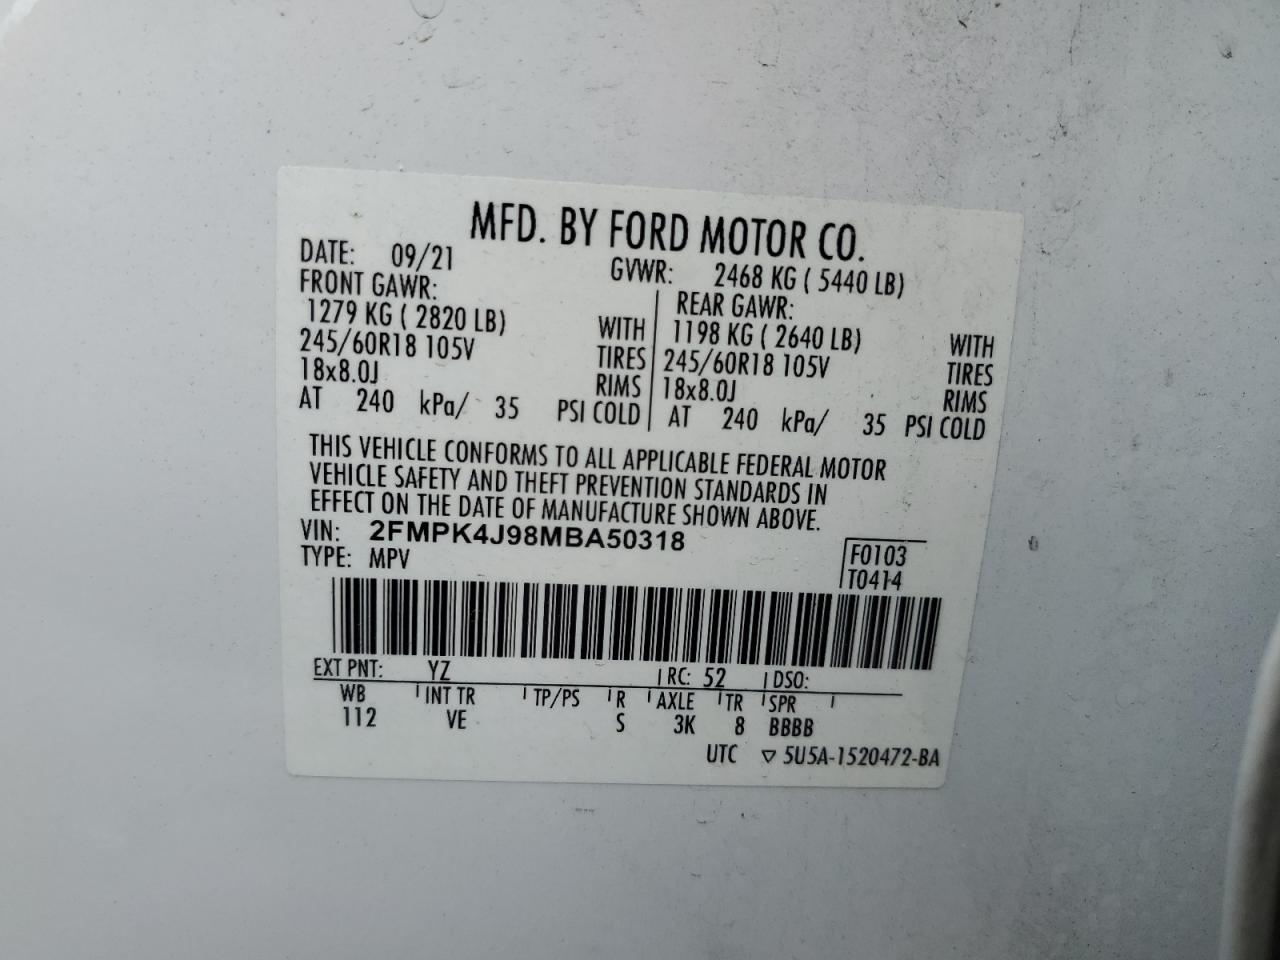 MFD. BY FORD MOTOR CO.
DATE: 09/21 GVWR: 2468 KG ( 5440 LB)
FRONT GAWR: REAR GAWR:
1279 KG ( 2820 LB) WITH 1198 KG ( 2640 LB) WITH
245/60R18 105V TIRES 245/60R18 105V TIRES
18x8.0J RIMS 18x8.0J RIMS
AT 240 kPa/ 35 PSI COLD AT 240 kPa/ 35 PSI COLD
THIS VEHICLE CONFORMS TO ALL APPLICABLE FEDERAL MOTOR
VEHICLE SAFETY AND THEFT PREVENTION STANDARDS IN
EFFECT ON THE DATE OF MANUFACTURE SHOWN ABOVE.
VIN: 2FMPK4J98MBA50318
TYPE: MPV
F0103
T0414
EXT PNT: YZ RC: 52 DSO:
WB INT TR TP/PS R AXLE TR SPR
112 VE S 3K 8 BBBB
UTC ▽ 5U5A-1520472-BA